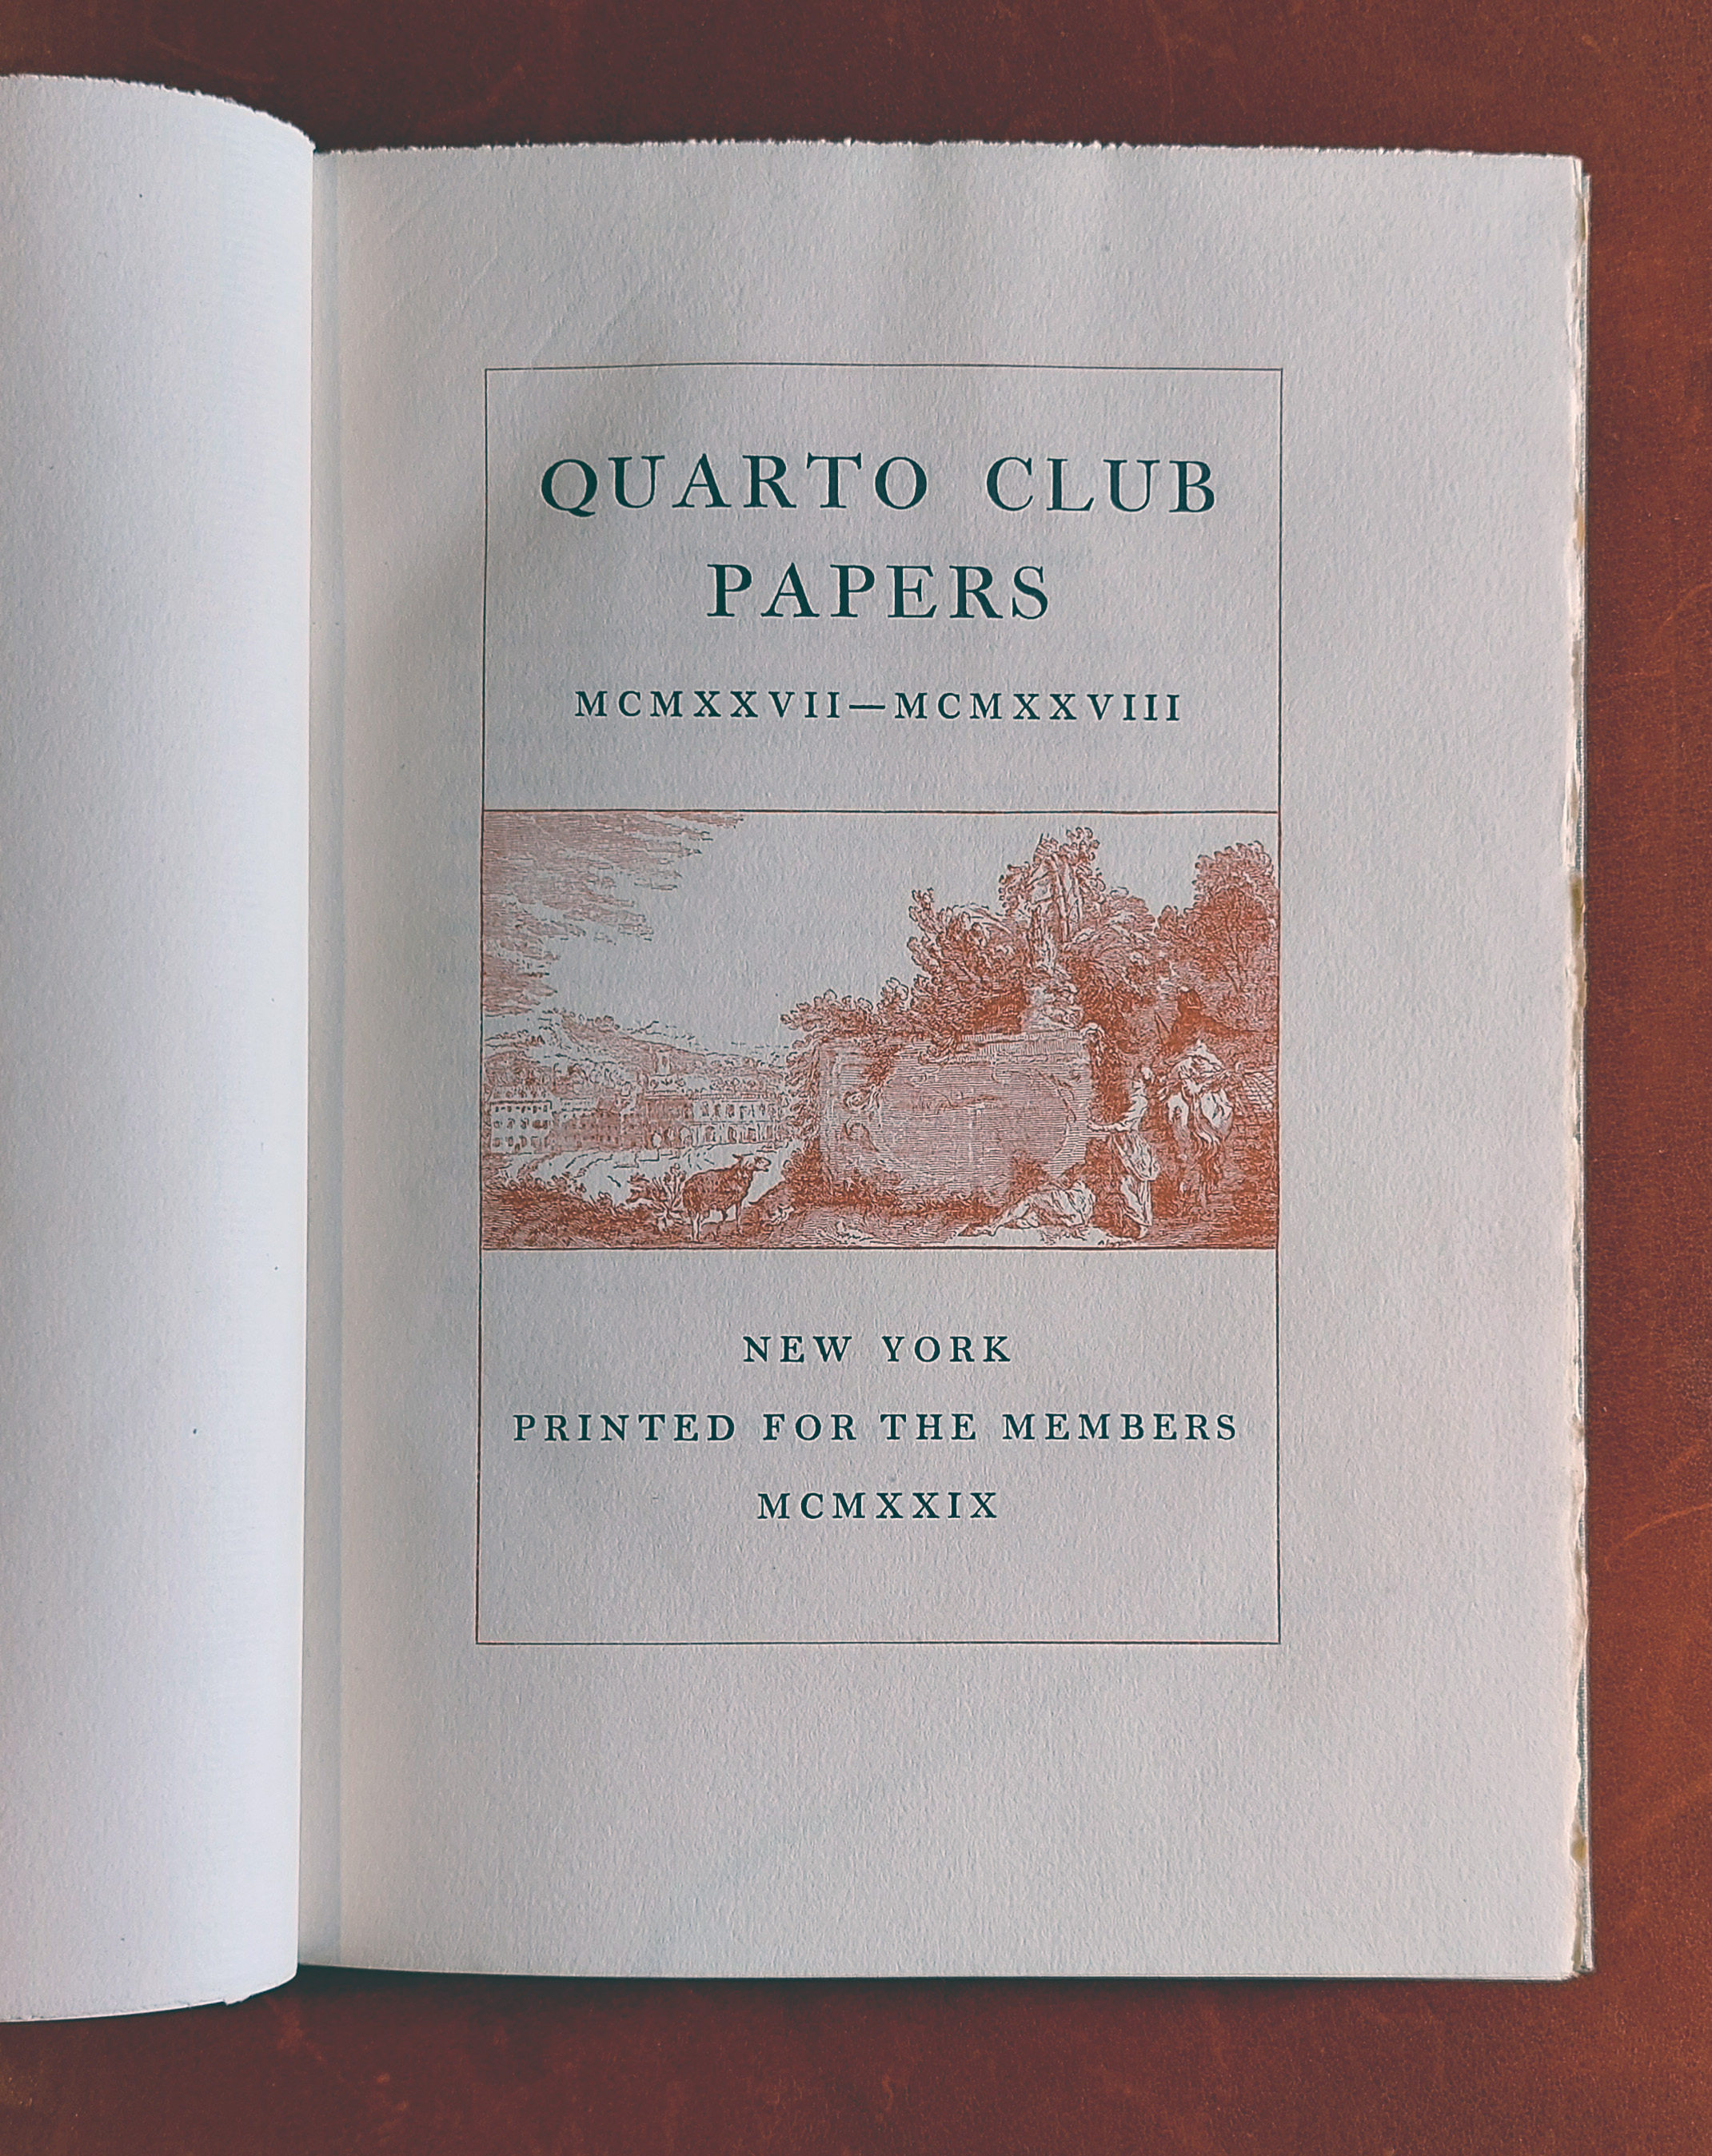 QUARTO CLUB
PAPERS
MCMXXVII—MCMXXVIII
NEW YORK
PRINTED FOR THE MEMBERS
MCMXXIX